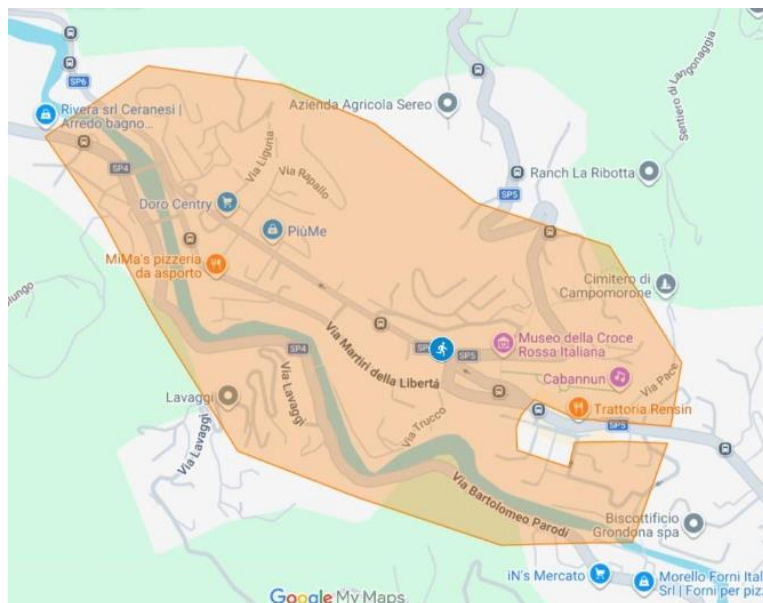 SP6
Rivera srl Ceranesi |
Arredo bagno...
SP4
Azienda Agricola Sereo
Sentiero di Langonaggia
Via Liguria
Via Rapallo
Ranch La Ribotta
SP5
Doro Centry
PiùMe
MiMa's pizzeria
da asporto
Cimitero di
Campomorone
Via Martiri della Libertà
SP4
SP5
Museo della Croce
Rossa Italiana
Cabannun
Via Pace
Lavaggi
Via Lavaggi
Via Lavaggi
Via Trucco
Trattoria Rensin
SP5
Via Bartolomeo Parodi
Biscottificio
Grondona spa
iN's Mercato
Morello Forni Ital
Srl | Forni per pizz
Google My Maps